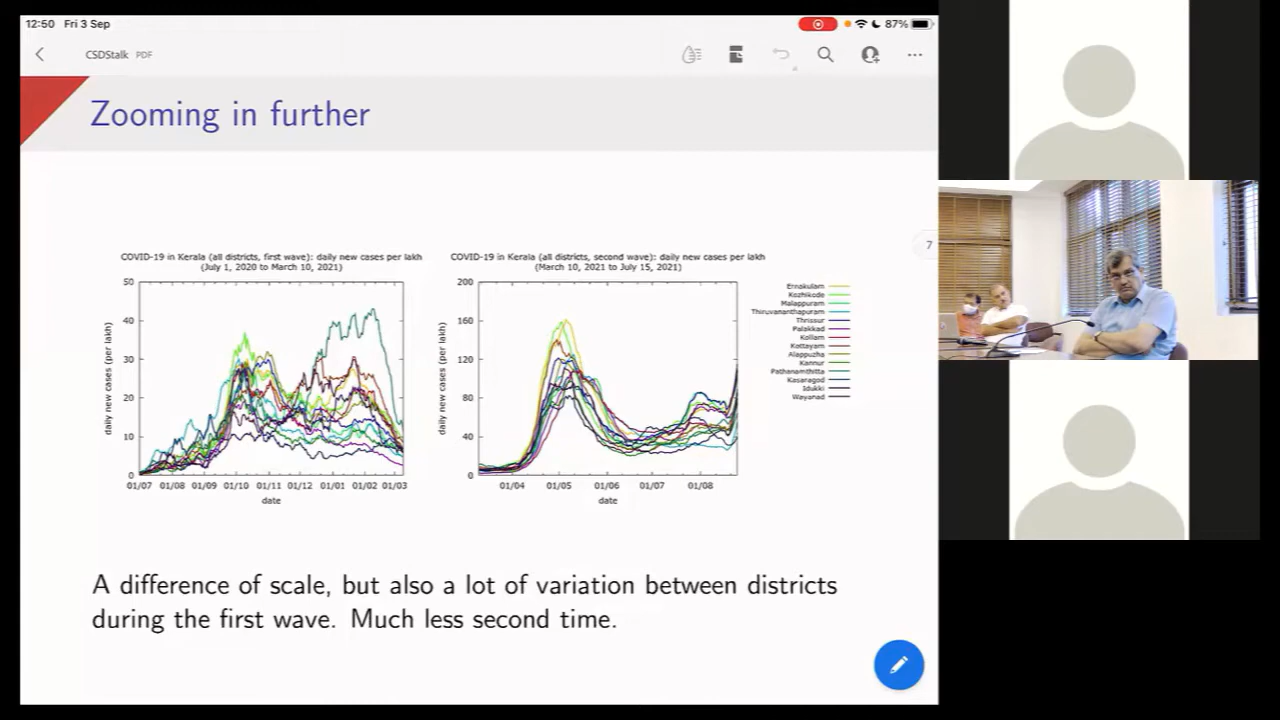 12:50 Fri 3 Sep
87%
CSDStalk PDF
Zooming in further
7
COVID-19 in Kerala (all districts, first wave): daily new cases per lakh
(July 1, 2020 to March 10, 2021)
50
40
30
20
10
0
daily new cases (per lakh)
01/07 01/08 01/09 01/10 01/11 01/12 01/01 01/02 01/03
date
COVID-19 in Kerala (all districts, second wave): daily new cases per lakh
(March 10, 2021 to July 15, 2021)
200
160
120
80
40
0
daily new cases (per lakh)
01/04 01/05 01/06 01/07 01/08
date
Ernakulam
Kozhikode
Malappuram
Thiruvananthapuram
Thrissur
Palakkad
Kollam
Kottayam
Alappuzha
Kannur
Pathanamthitta
Kasaragod
Idukki
Wayanad
A difference of scale, but also a lot of variation between districts
during the first wave. Much less second time.